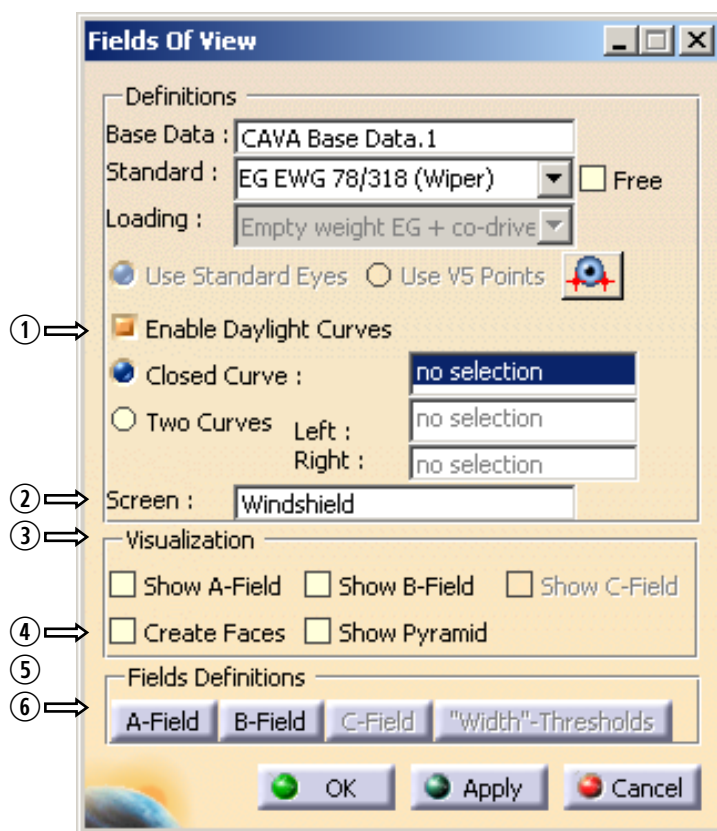 Fields Of View
Definitions
Base Data : CAVA Base Data.1
Standard : EG EWG 78/318 (Wiper) Free
Loading : Empty weight EG + co-drive
Use Standard Eyes Use V5 Points
① Enable Daylight Curves
Closed Curve : no selection
Two Curves Left : no selection
Right : no selection
② Screen : Windshield
③ Visualization
Show A-Field Show B-Field Show C-Field
④ Create Faces Show Pyramid
⑤ Fields Definitions
⑥ A-Field B-Field C-Field "Width"-Thresholds
OK Apply Cancel